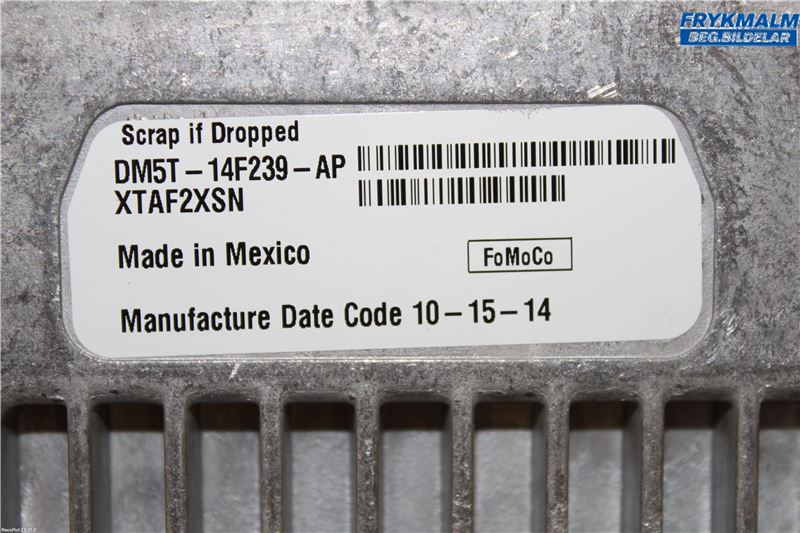 FRYKMALM
BEG.BILDELAR
Scrap if Dropped
DM5T-14F239-AP
XTAF2XSN
Made in Mexico
FoMoCo
Manufacture Date Code 10-15-14